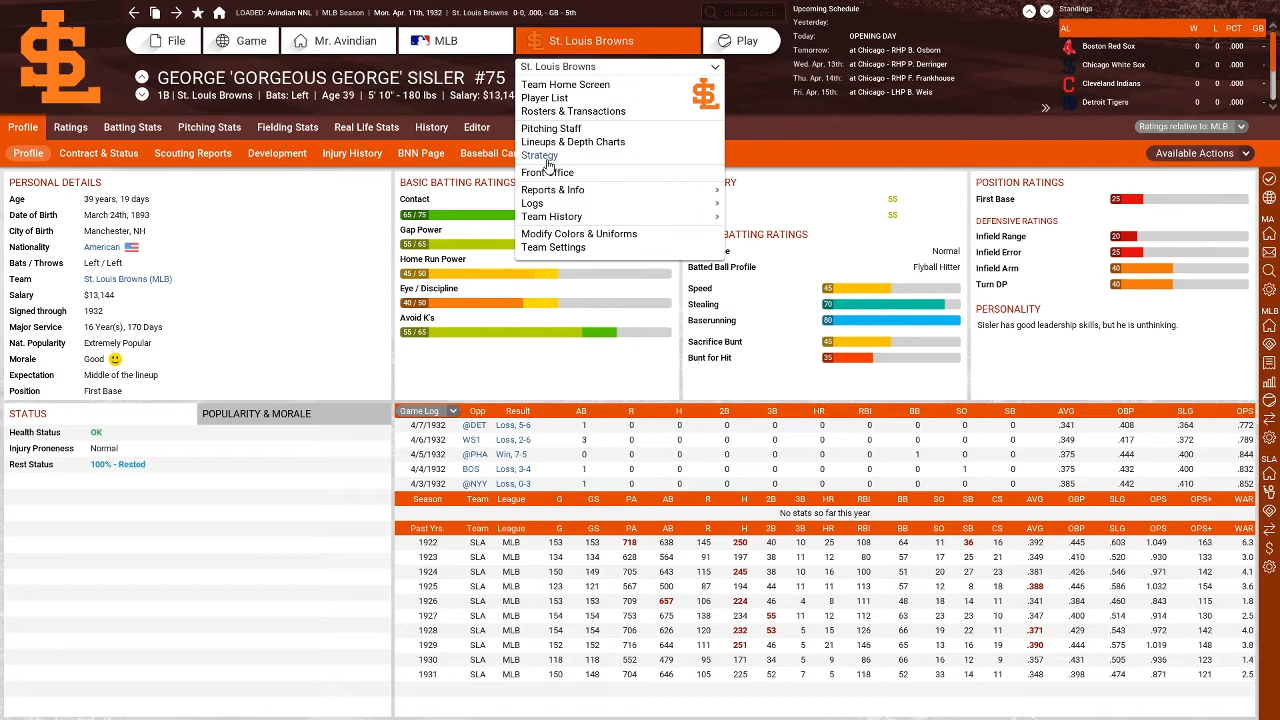 LOADED: Avindian NNL | MLB Season | Mon. Apr. 11th, 1932 | St. Louis Browns 0-0, .000, - GB - 5th
Global Search...
File Game Mr. Avindian MLB St. Louis Browns Play
Upcoming Schedule
Yesterday:
Today: OPENING DAY
Tomorrow: at Chicago - RHP B. Osborn
Wed. Apr. 13th: at Chicago - RHP P. Derringer
Thu. Apr. 14th: at Chicago - RHP F. Frankhouse
Fri. Apr. 15th: at Chicago - LHP B. Weis
Standings
AL W L PCT GB
Boston Red Sox 0 0 .000 0
Chicago White Sox 0 0 .000 0
Cleveland Indians 0 0 .000 0
Detroit Tigers 0 0 .000 0
GEORGE 'GORGEOUS GEORGE' SISLER #75
1B | St. Louis Browns | Bats: Left | Age 39 | 5' 10" - 180 lbs | Salary: $13,14
St. Louis Browns
Team Home Screen
Player List
Rosters & Transactions
Pitching Staff
Lineups & Depth Charts
Strategy
Front Office
Reports & Info
Logs
Team History
Modify Colors & Uniforms
Team Settings
Profile Ratings Batting Stats Pitching Stats Fielding Stats Real Life Stats History Editor
Ratings relative to: MLB
Profile Contract & Status Scouting Reports Development Injury History BNN Page Baseball Ca
Available Actions
PERSONAL DETAILS
Age 39 years, 19 days
Date of Birth March 24th, 1893
City of Birth Manchester, NH
Nationality American
Bats / Throws Left / Left
Team St. Louis Browns (MLB)
Salary $13,144
Signed through 1932
Major Service 16 Year(s), 170 Days
Nat. Popularity Extremely Popular
Morale Good
Expectation Middle of the lineup
Position First Base
BASIC BATTING RATINGS
Contact
65 / 75
Gap Power
55 / 65
Home Run Power
45 / 50
Eye / Discipline
40 / 50
Avoid K's
55 / 65
RY
55
55
BATTING RATINGS
e Normal
Batted Ball Profile Flyball Hitter
Speed 45
Stealing 70
Baserunning 80
Sacrifice Bunt 45
Bunt for Hit 35
POSITION RATINGS
First Base 25
DEFENSIVE RATINGS
Infield Range 20
Infield Error 25
Infield Arm 40
Turn DP 40
PERSONALITY
Sisler has good leadership skills, but he is unthinking.
STATUS POPULARITY & MORALE
Health Status OK
Injury Proneness Normal
Rest Status 100% - Rested
Game Log Opp Result AB R H 2B 3B HR RBI BB SO SB AVG OBP SLG OPS
4/7/1932 @DET Loss, 5-6 1 0 0 0 0 0 0 0 0 0 .341 .408 .364 .772
4/6/1932 WS1 Loss, 2-6 3 0 0 0 0 0 0 0 0 0 .349 .417 .372 .789
4/5/1932 @PHA Win, 7-5 0 0 0 0 0 0 0 1 0 0 .375 .444 .400 .844
4/4/1932 BOS Loss, 3-4 1 0 0 0 0 0 0 0 1 0 .375 .432 .400 .832
4/3/1932 @NYY Loss, 0-3 1 0 0 0 0 0 0 0 0 0 .385 .442 .410 .852
Season Team League G GS PA AB R H 2B 3B HR RBI BB SO SB CS AVG OBP SLG OPS OPS+ WAR
No stats so far this year
Past Yrs. Team League G GS PA AB R H 2B 3B HR RBI BB SO SB CS AVG OBP SLG OPS OPS+ WAR
1922 SLA MLB 153 153 718 638 145 250 40 10 25 108 64 11 36 16 .392 .445 .603 1.049 163 6.3
1923 SLA MLB 134 134 628 564 91 197 38 11 12 80 57 17 25 21 .349 .410 .520 .930 133 3.0
1924 SLA MLB 150 149 705 643 115 245 38 10 16 100 51 20 27 23 .381 .426 .546 .971 142 4.1
1925 SLA MLB 123 121 567 500 87 194 44 11 11 113 57 12 8 18 .388 .446 .586 1.032 154 3.6
1926 SLA MLB 153 153 709 657 106 224 46 4 8 111 48 18 14 11 .341 .384 .460 .843 115 1.8
1927 SLA MLB 154 154 753 675 138 234 55 11 12 112 63 23 23 10 .347 .400 .514 .914 130 2.5
1928 SLA MLB 154 154 706 626 120 232 53 5 15 126 66 19 22 11 .371 .429 .543 .972 142 4.0
1929 SLA MLB 152 152 716 644 111 251 46 5 21 146 65 13 16 19 .390 .444 .575 1.019 148 3.8
1930 SLA MLB 118 118 552 479 95 171 34 5 9 86 66 16 12 9 .357 .431 .505 .936 123 1.4
1931 SLA MLB 150 148 704 646 105 225 52 7 5 118 52 33 14 11 .348 .398 .474 .871 121 2.5
MA
MLB
SLA